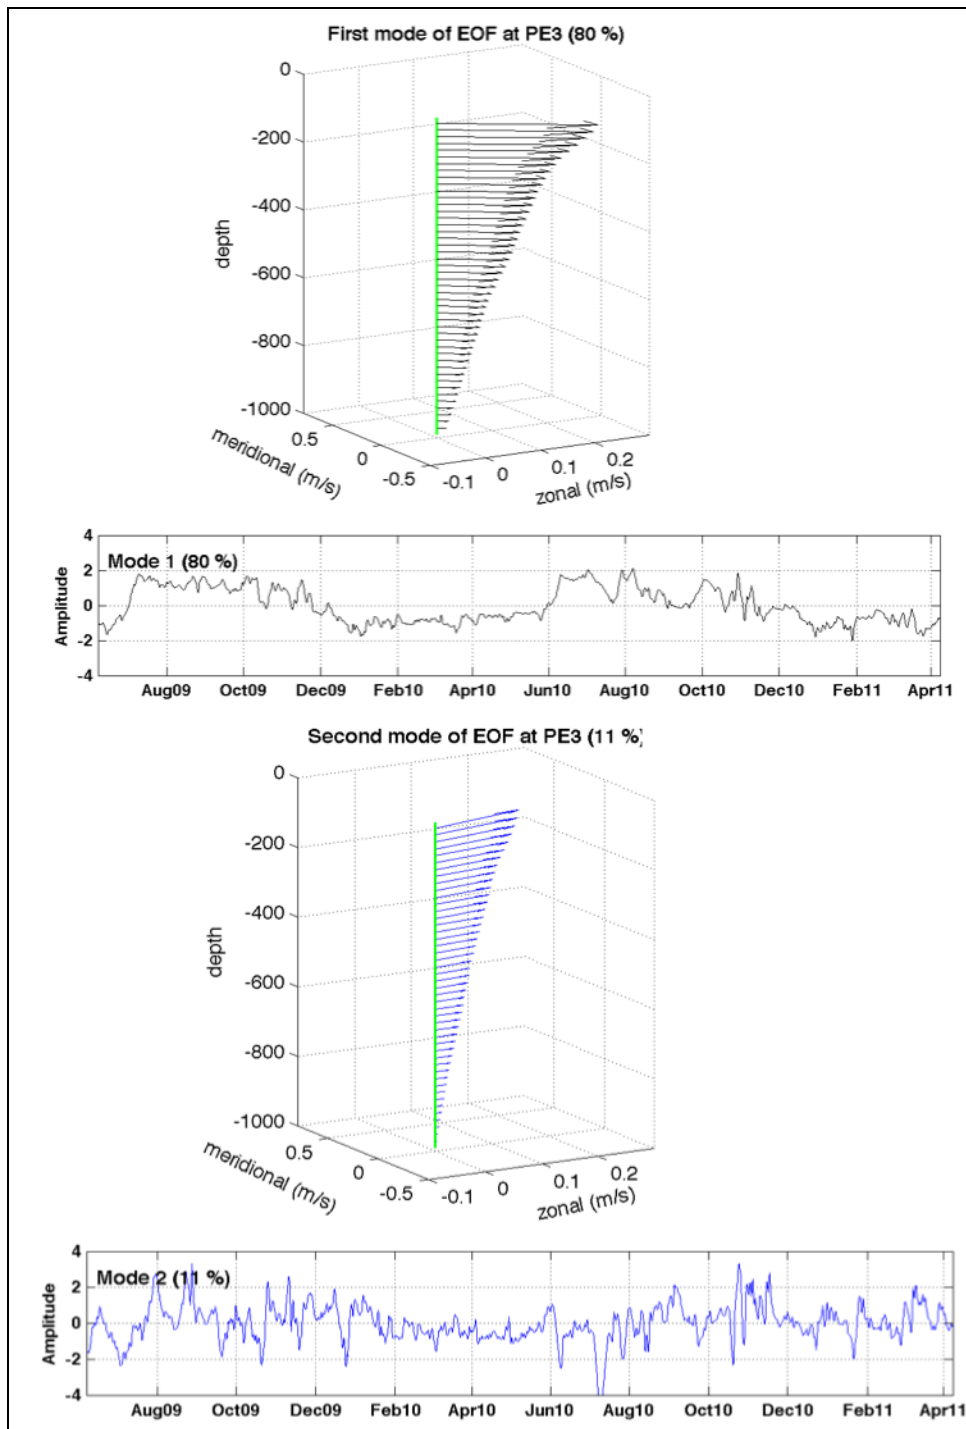 First mode of EOF at PE3 (80 %)
0
-200
-400
-600
-800
-1000
depth
0.5
0
-0.5
meridional (m/s)
-0.1
0
0.1
0.2
zonal (m/s)
Mode 1 (80 %)
4
2
0
-2
-4
Amplitude
Aug09 Oct09 Dec09 Feb10 Apr10 Jun10 Aug10 Oct10 Dec10 Feb11 Apr11
Second mode of EOF at PE3 (11 %)
0
-200
-400
-600
-800
-1000
depth
0.5
0
-0.5
meridional (m/s)
-0.1
0
0.1
0.2
zonal (m/s)
Mode 2 (11 %)
4
2
0
-2
-4
Amplitude
Aug09 Oct09 Dec09 Feb10 Apr10 Jun10 Aug10 Oct10 Dec10 Feb11 Apr11